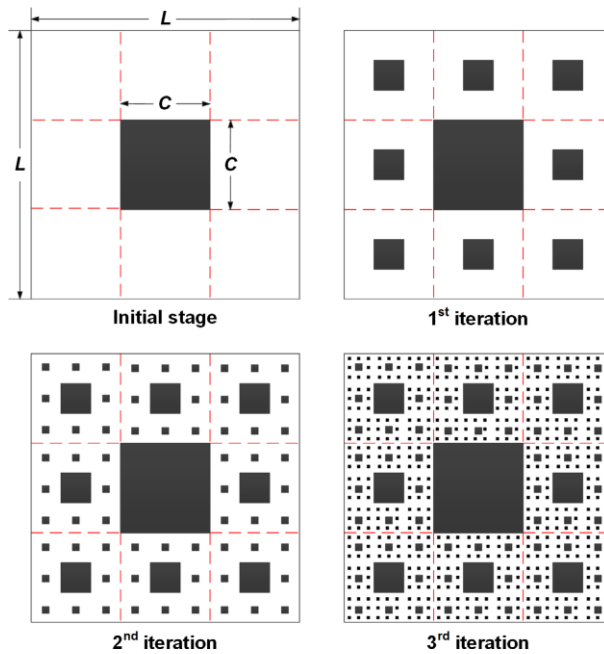 L
C
L
C
Initial stage
1st iteration
2nd iteration
3rd iteration